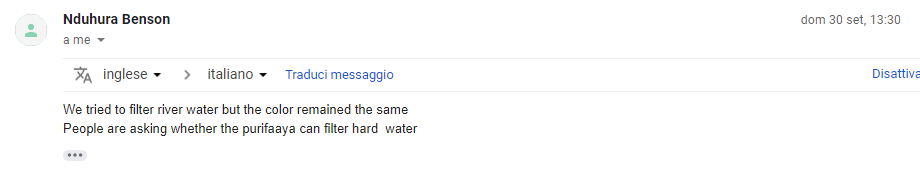 Nduhura Benson
dom 30 set, 13:30
a me
inglese > italiano Traduci messaggio
Disattiva
We tried to filter river water but the color remained the same
People are asking whether the purifaaya can filter hard  water